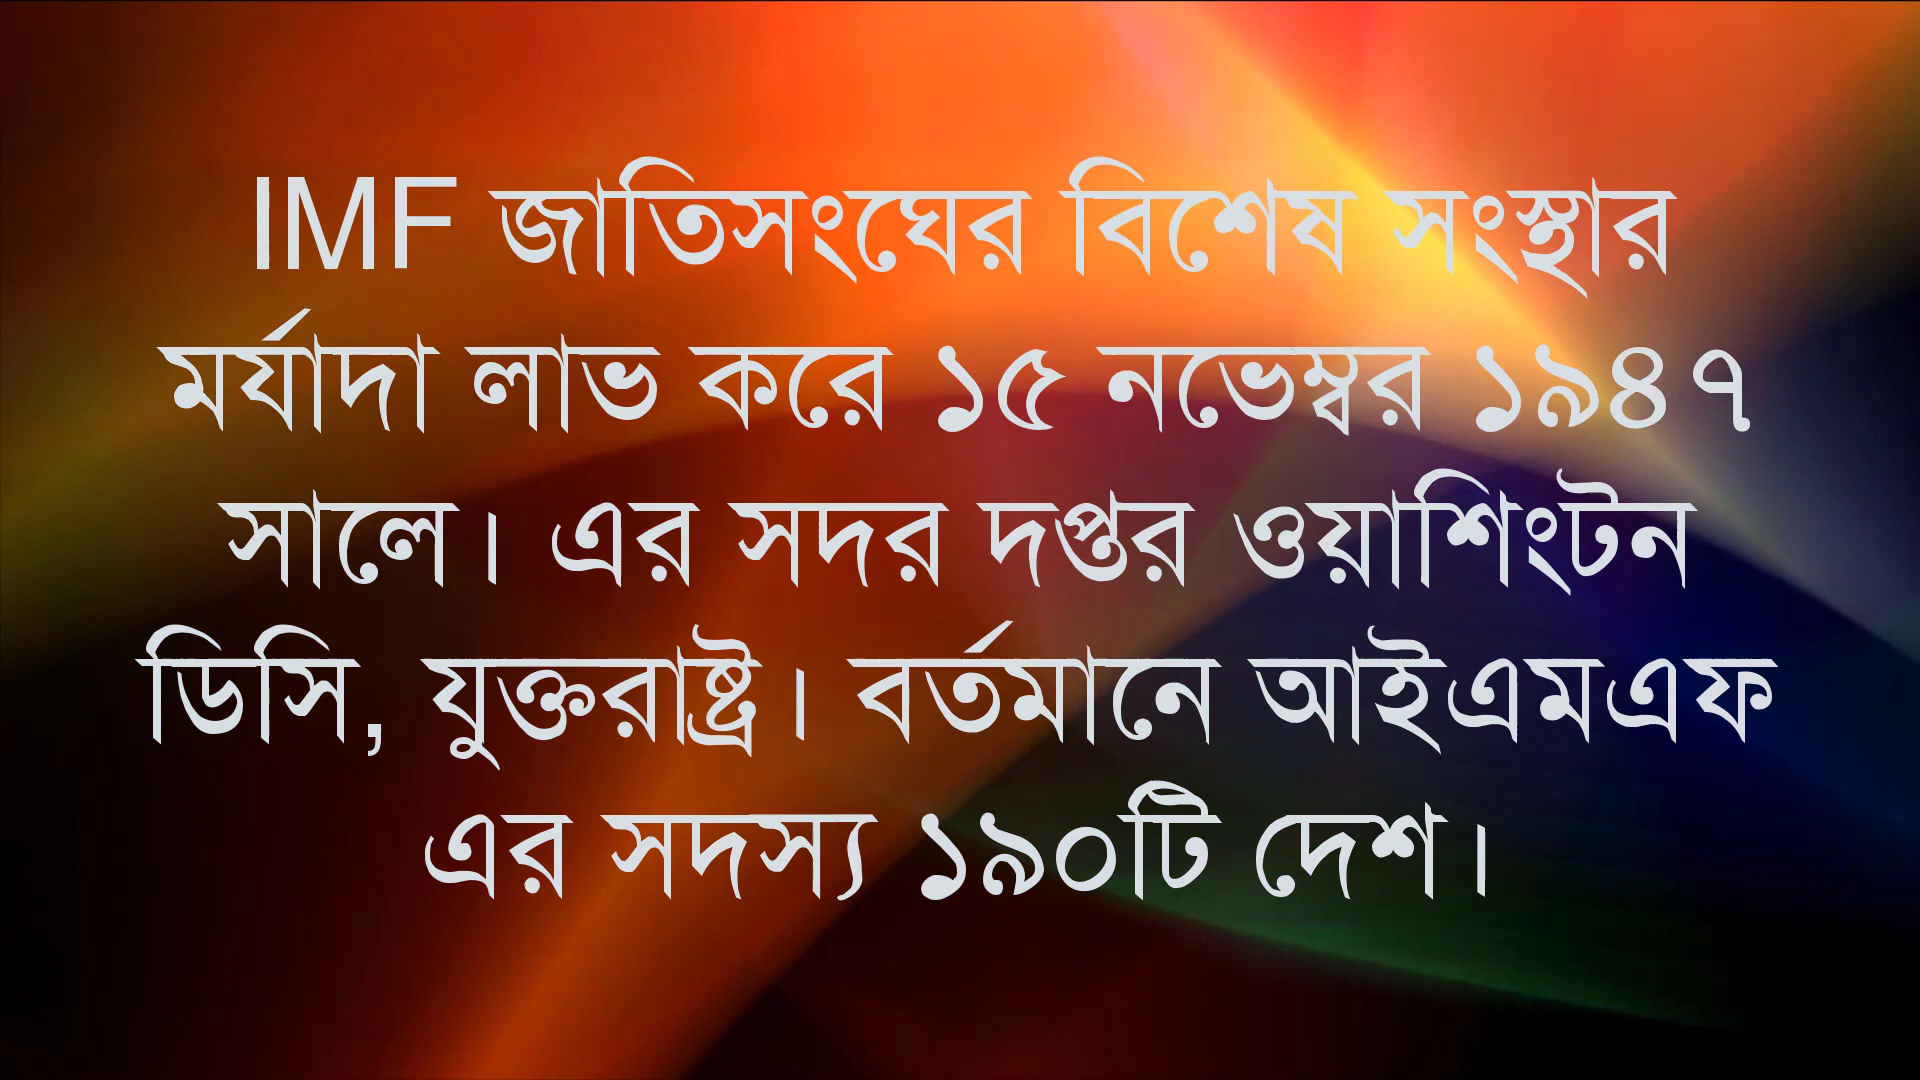 IMF জাতিসংঘের বিশেষ সংস্থার
মর্যাদা লাভ করে ১৫ নভেম্বর ১৯৪৭
সালে। এর সদর দপ্তর ওয়াশিংটন
ডিসি, যুক্তরাষ্ট্র। বর্তমানে আইএমএফ
এর সদস্য ১৯০টি দেশ।